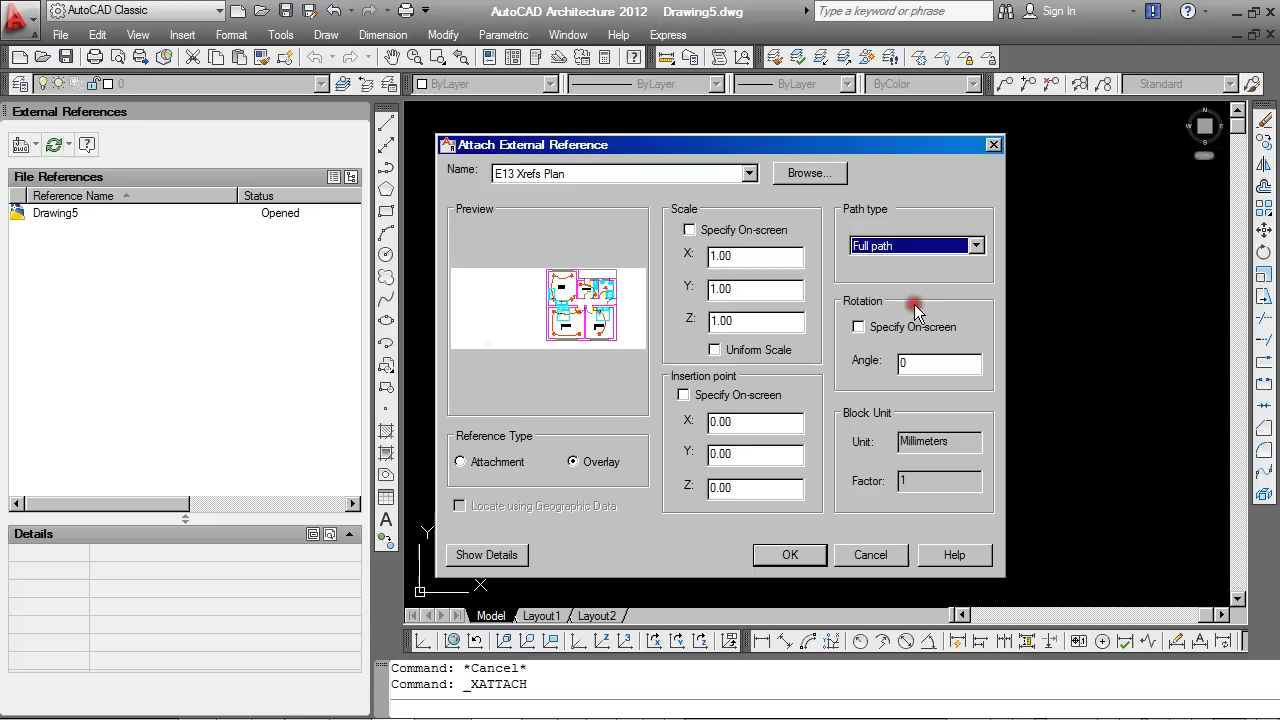 AutoCAD Classic
AutoCAD Architecture 2012 Drawing5.dwg
Type a keyword or phrase
Sign In
File Edit View Insert Format Tools Draw Dimension Modify Parametric Window Help Express
0
ByLayer
ByLayer
ByLayer
ByColor
Standard
External References
File References
Reference Name Status
Drawing5 Opened
Details
Attach External Reference
Name: E13 Xrefs Plan Browse...
Preview
Reference Type
Attachment Overlay
Locate using Geographic Data
Show Details
Scale
Specify On-screen
X: 1.00
Y: 1.00
Z: 1.00
Uniform Scale
Insertion point
Specify On-screen
X: 0.00
Y: 0.00
Z: 0.00
Path type
Full path
Rotation
Specify On-screen
Angle: 0
Block Unit
Unit: Millimeters
Factor: 1
OK Cancel Help
N
W E
S
Y
X
Model Layout1 Layout2
Command: *Cancel*
Command: _XATTACH